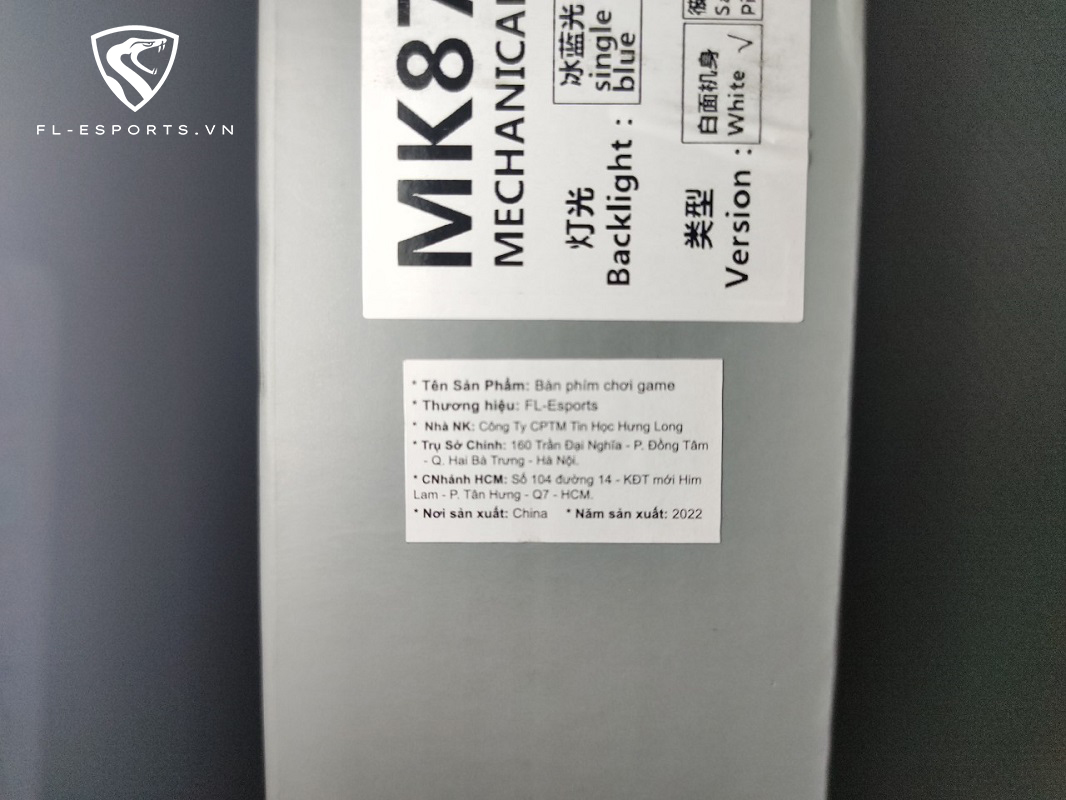 FL-ESPORTS.VN
MK87
MECHANICA
灯光
Backlight :
冰蓝光
single
blue
类型
Version :
白面机身
White √
* Tên Sản Phẩm: Bàn phím chơi game
* Thương hiệu: FL-Esports
* Nhà NK: Công Ty CPTM Tin Học Hưng Long
* Trụ Sở Chính: 160 Trần Đại Nghĩa - P. Đồng Tâm
- Q. Hai Bà Trưng - Hà Nội.
* CNhánh HCM: Số 104 đường 14 - KĐT mới Him
Lam - P. Tân Hưng - Q7 - HCM.
* Nơi sản xuất: China * Năm sản xuất: 2022